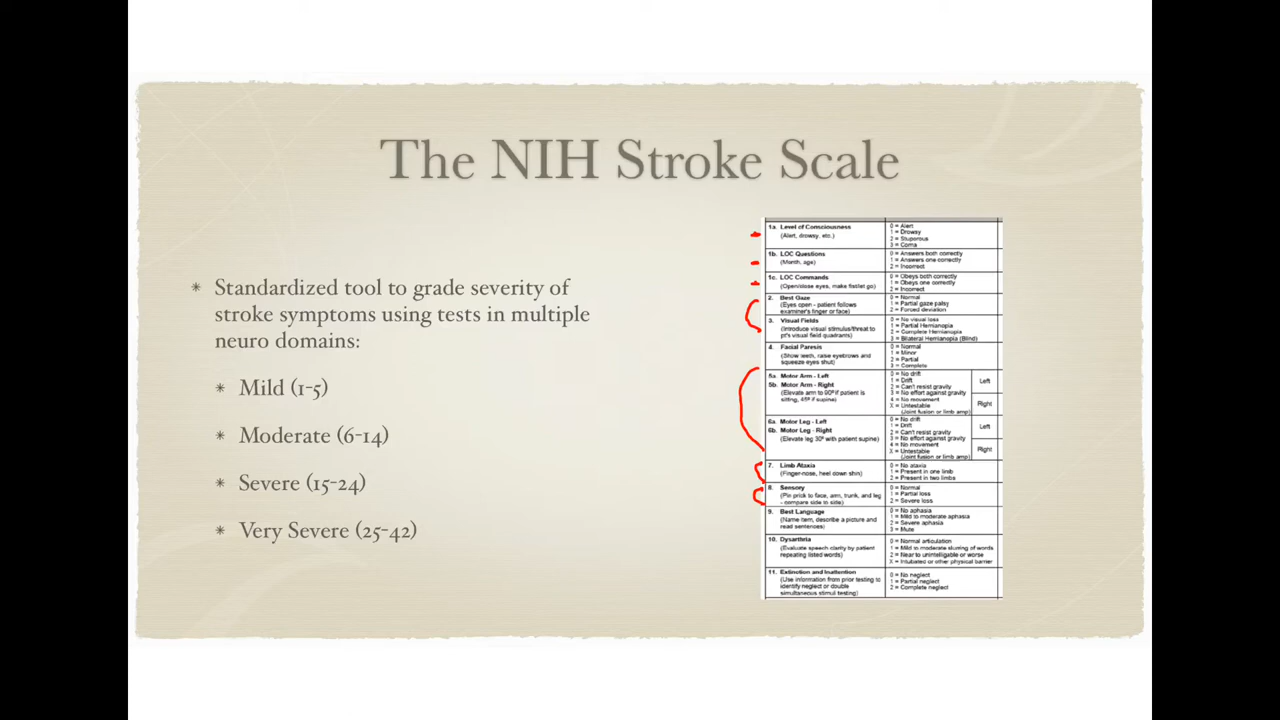 The NIH Stroke Scale
* Standardized tool to grade severity of
stroke symptoms using tests in multiple
neuro domains:
* Mild (1-5)
* Moderate (6-14)
* Severe (15-24)
* Very Severe (25-42)
1a. Level of Consciousness
(Alert, drowsy, etc.)
0 = Alert
1 = Drowsy
2 = Stuporous
3 = Coma
1b. LOC Questions
(Month, age)
0 = Answers both correctly
1 = Answers one correctly
2 = Incorrect
1c. LOC Commands
(Open/close eyes, make fist/let go)
0 = Obeys both correctly
1 = Obeys one correctly
2 = Incorrect
2. Best Gaze
(Eyes open - patient follows
examiner's finger or face)
0 = Normal
1 = Partial gaze palsy
2 = Forced deviation
3. Visual Fields
(Introduce visual stimulus/threat to
pt's visual field quadrants)
0 = No visual loss
1 = Partial Hemianopia
2 = Complete Hemianopia
3 = Bilateral Hemianopia (Blind)
4. Facial Paresis
(Show teeth, raise eyebrows and
squeeze eyes shut)
0 = Normal
1 = Minor
2 = Partial
3 = Complete
5a. Motor Arm - Left
5b. Motor Arm - Right
(Elevate arm to 90° if patient is
sitting, 45° if supine)
0 = No drift
1 = Drift
2 = Can't resist gravity
3 = No effort against gravity
4 = No movement
X = Untestable
(Joint fusion or limb amp)
Left
Right
6a. Motor Leg - Left
6b. Motor Leg - Right
(Elevate leg 30° with patient supine)
0 = No drift
1 = Drift
2 = Can't resist gravity
3 = No effort against gravity
4 = No movement
X = Untestable
(Joint fusion or limb amp)
Left
Right
7. Limb Ataxia
(Finger-nose, heel down shin)
0 = No ataxia
1 = Present in one limb
2 = Present in two limbs
8. Sensory
(Pin prick to face, arm, trunk, and leg
- compare side to side)
0 = Normal
1 = Partial loss
2 = Severe loss
9. Best Language
(Name item, describe a picture and
read sentences)
0 = No aphasia
1 = Mild to moderate aphasia
2 = Severe aphasia
3 = Mute
10. Dysarthria
(Evaluate speech clarity by patient
repeating listed words)
0 = Normal articulation
1 = Mild to moderate slurring of words
2 = Near to unintelligible or worse
X = Intubated or other physical barrier
11. Extinction and Inattention
(Use information from prior testing to
identify neglect or double
simultaneous stimuli testing)
0 = No neglect
1 = Partial neglect
2 = Complete neglect